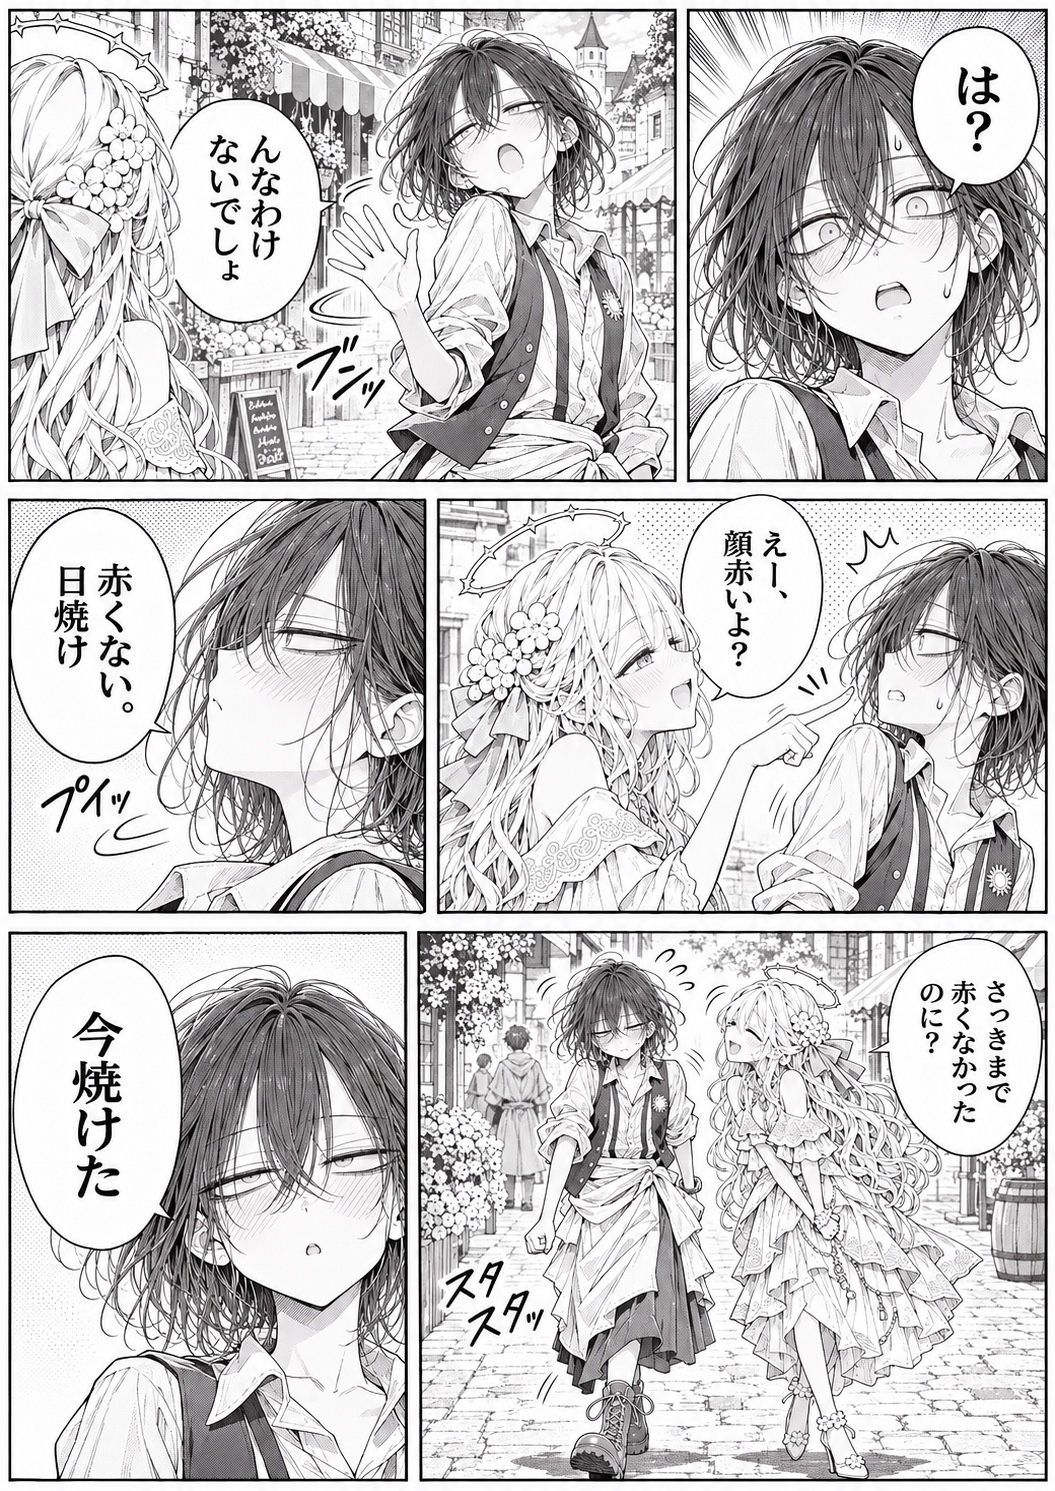 は?
んなわけ
ないでしょ
ブンッ
えー、
顔赤いよ?
赤くない。
日焼け
プイッ
さっきまで
赤くなかった
のに?
スタ
スタッ
今焼けた